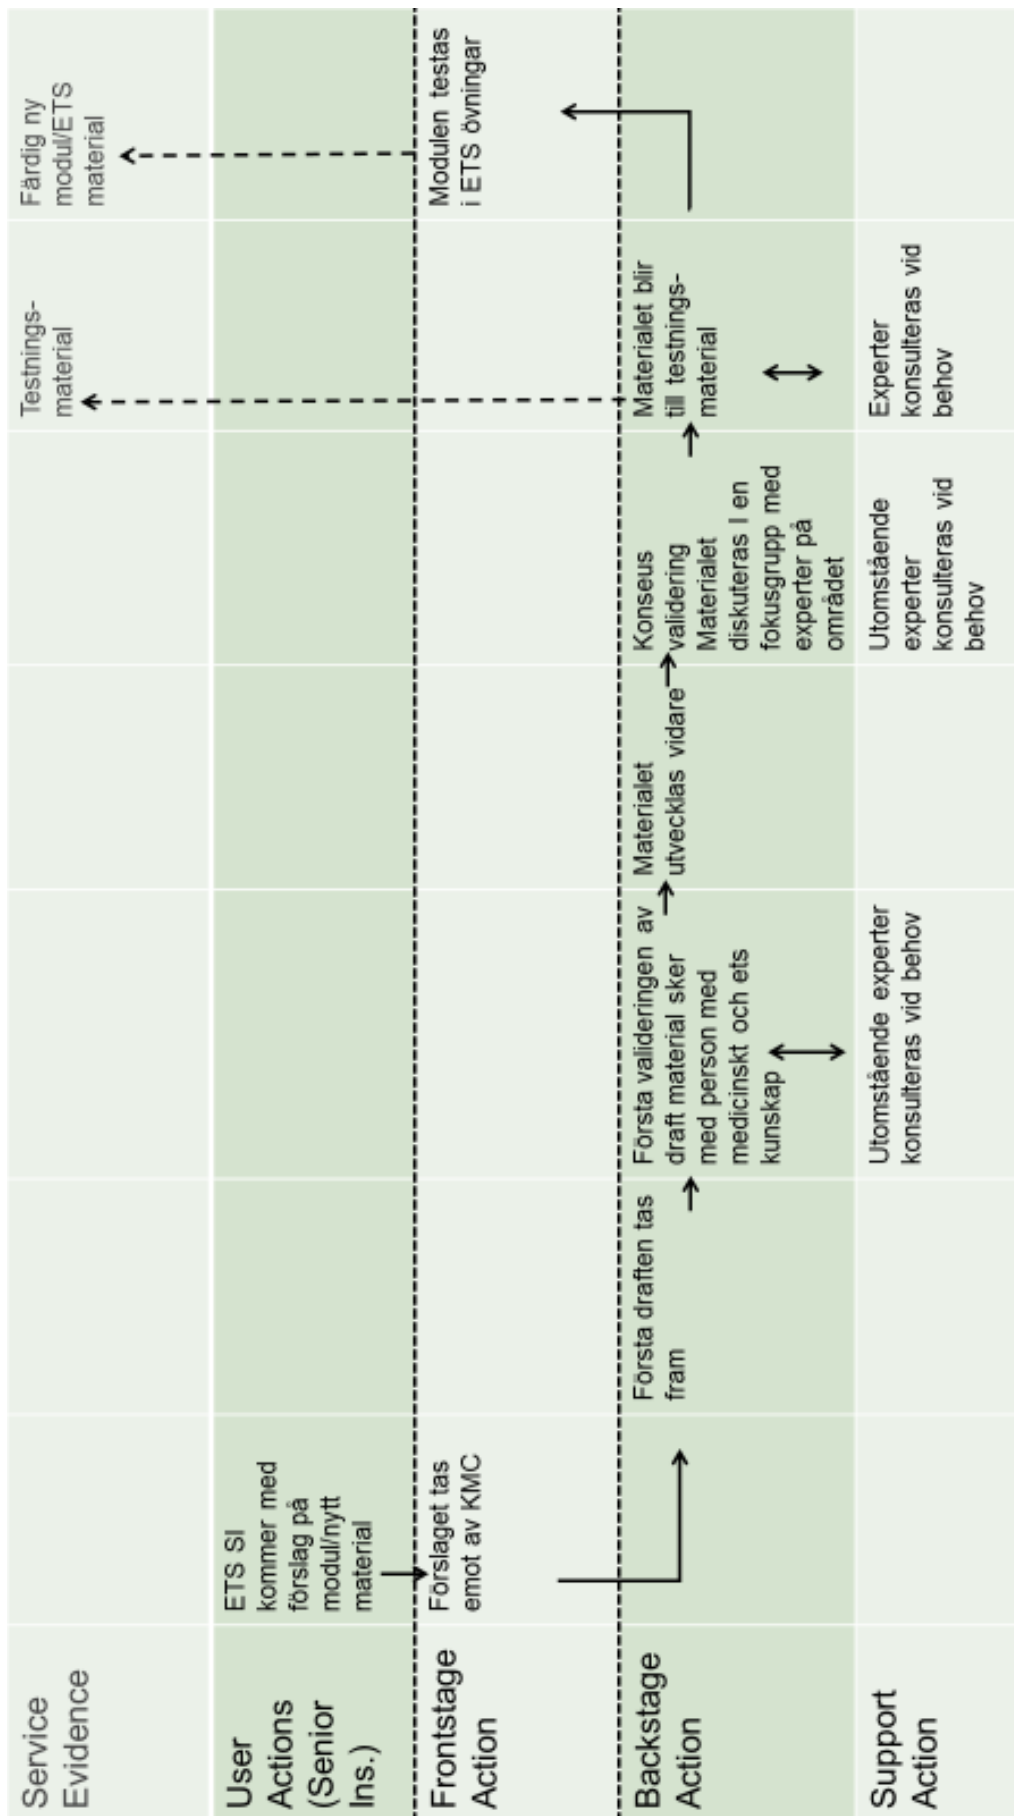 Service
Evidence
Testnings-
material
Färdig ny
modul/ETS
material
User
Actions
(Senior
Ins.)
ETS SI
kommer med
förslag på
modul/nytt
material
Frontstage
Action
Förslaget tas
emot av KMC
Modulen testas
i ETS övningar
Backstage
Action
Första draften tas
fram
Första valideringen av
draft material sker
med person med
medicinskt och ets
kunskap
Materialet
utvecklas vidare
Konseus
validering
Materialet
diskuteras I en
fokusgrupp med
experter på
området
Materialet blir
till testnings-
material
Support
Action
Utomstående experter
konsulteras vid behov
Utomstående
experter
konsulteras vid
behov
Experter
konsulteras vid
behov